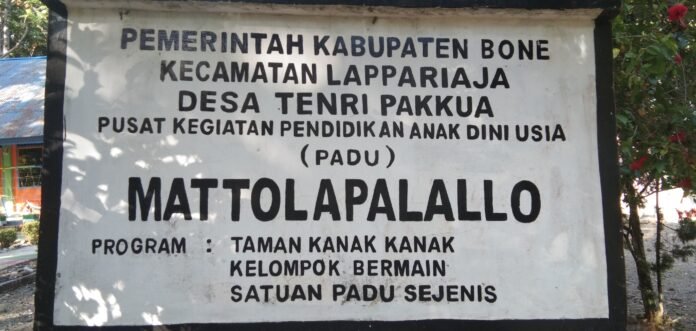 PEMERINTAH KABUPATEN BONE
KECAMATAN LAPPARIAJA
DESA TENRI PAKKUA
PUSAT KEGIATAN PENDIDIKAN ANAK DINI USIA
(PADU)
MATTOLAPALALLO
PROGRAM : TAMAN KANAK KANAK
KELOMPOK BERMAIN
SATUAN PADU SEJENIS